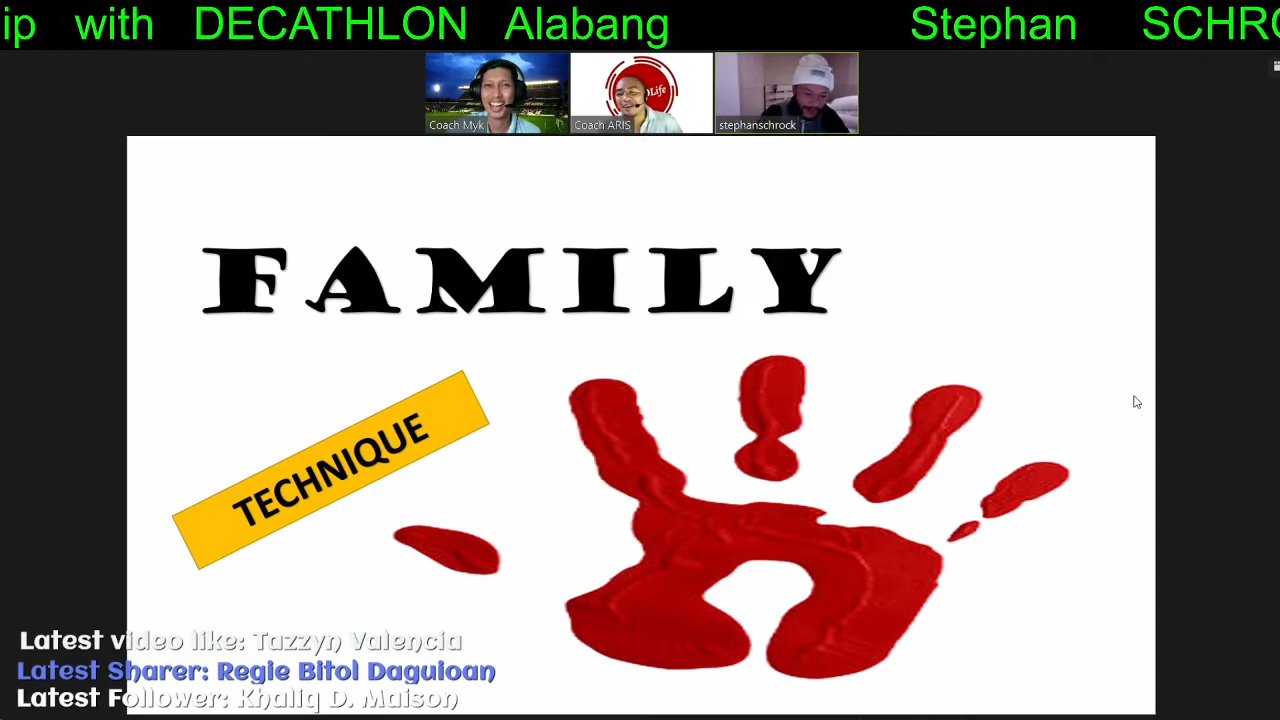 ip with DECATHLON Alabang Stephan SCHRO
Life
Coach Myk
Coach ARIS
stephanschrock
FAMILY
TECHNIQUE
Latest video like: Tazzyn Valencia
Latest Sharer: Regie Bitol Daguioan
Latest Follower: Khaliq D. Maison